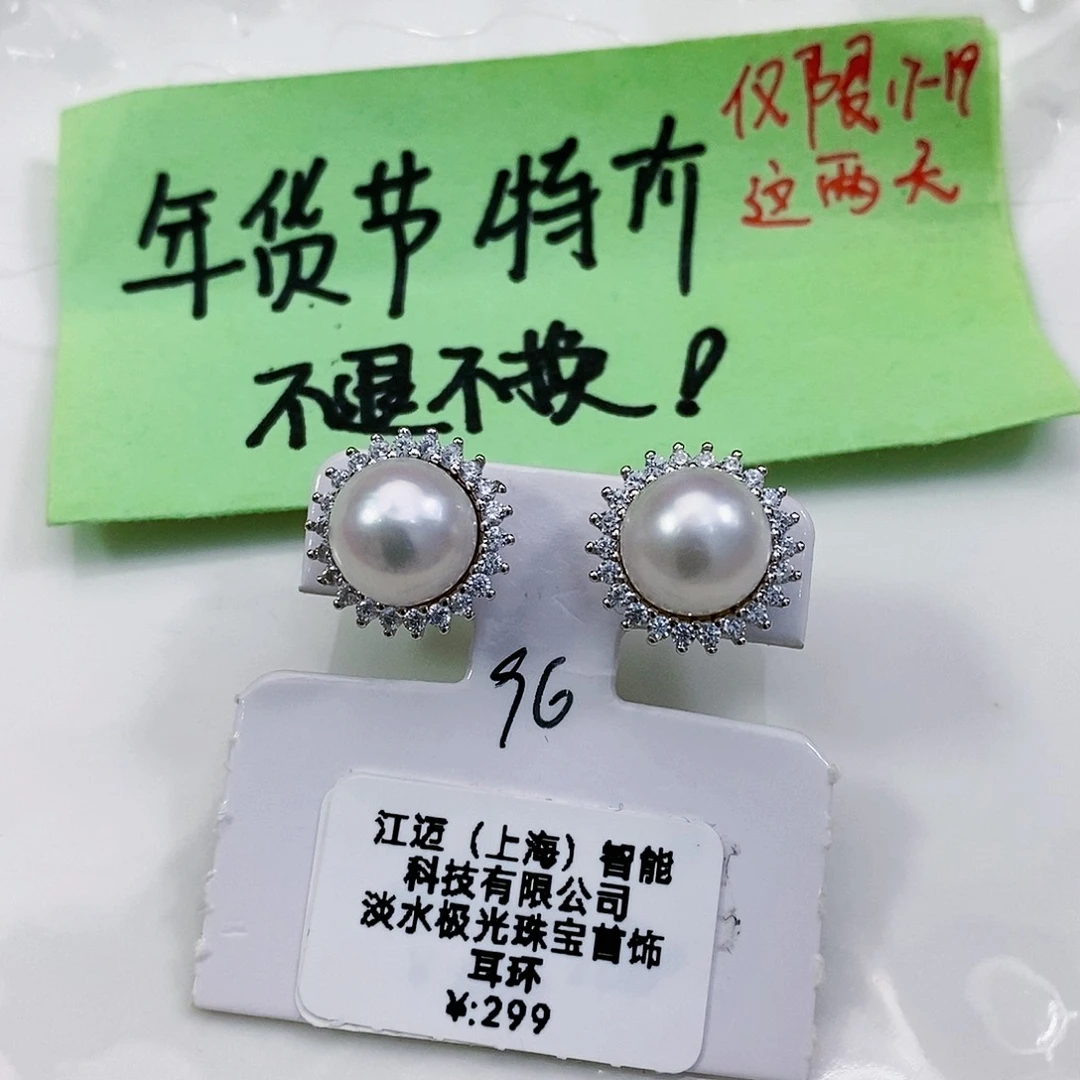 仅限17-19
这两天
年货节 特
不退不换！
96
江迈（上海）智能
科技有限公司
淡水极光珠宝首饰
耳环
¥:299